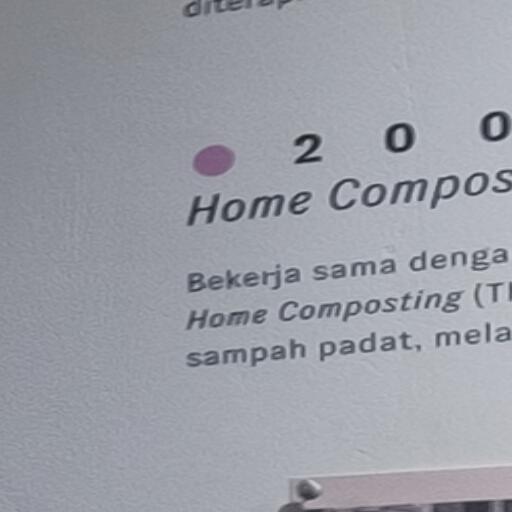 2 0 0
Home Compos
Bekerja sama denga
Home Composting (T
sampah padat, mela